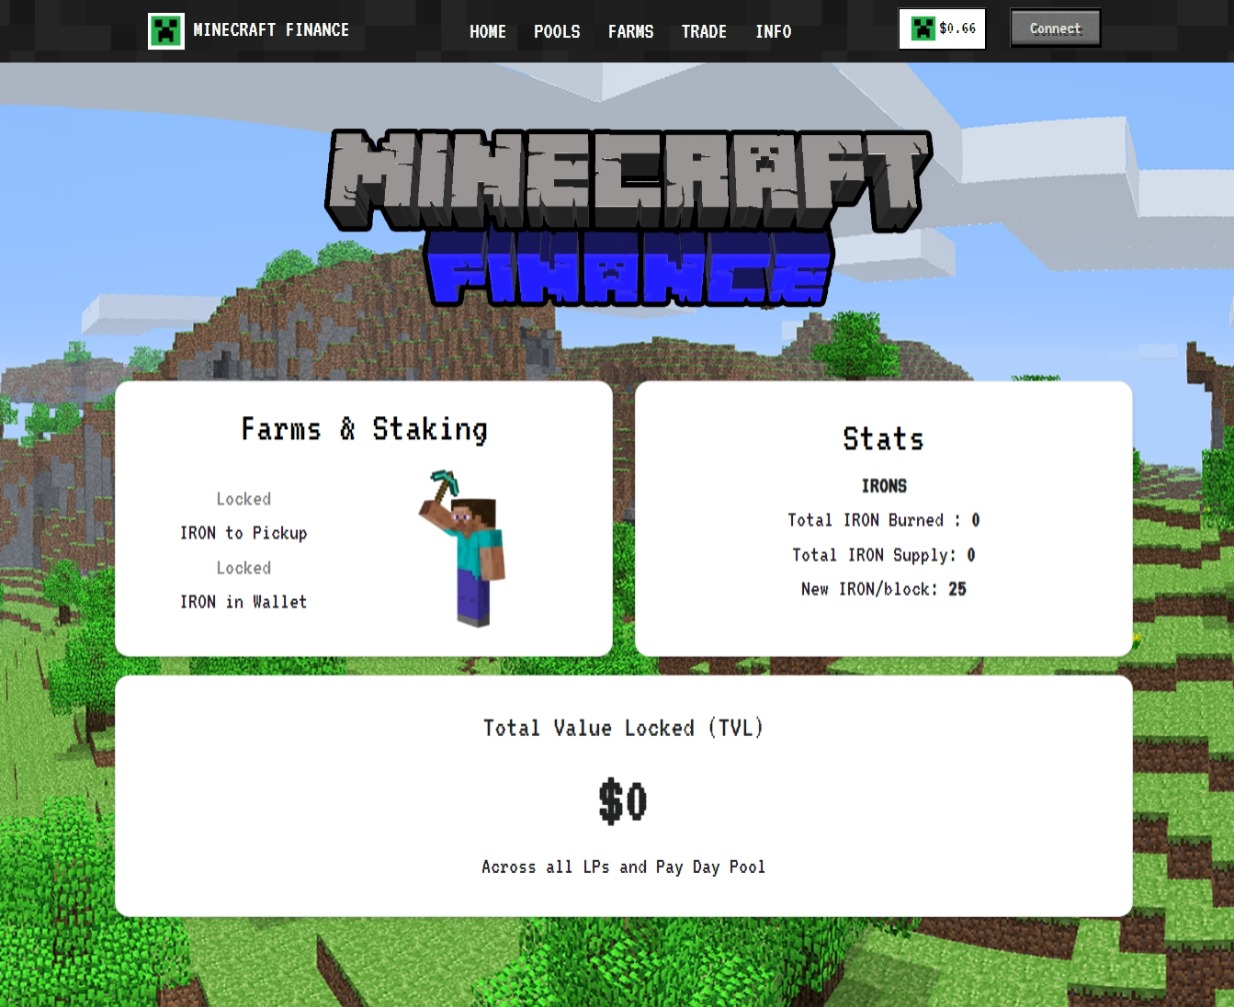 MINECRAFT FINANCE
HOME POOLS FARMS TRADE INFO
$0.66
Connect
MINECRAFT
FINANCE
Farms & Staking
Locked
IRON to Pickup
Locked
IRON in Wallet
Stats
IRONS
Total IRON Burned : 0
Total IRON Supply: 0
New IRON/block: 25
Total Value Locked (TVL)
$0
Across all LPs and Pay Day Pool